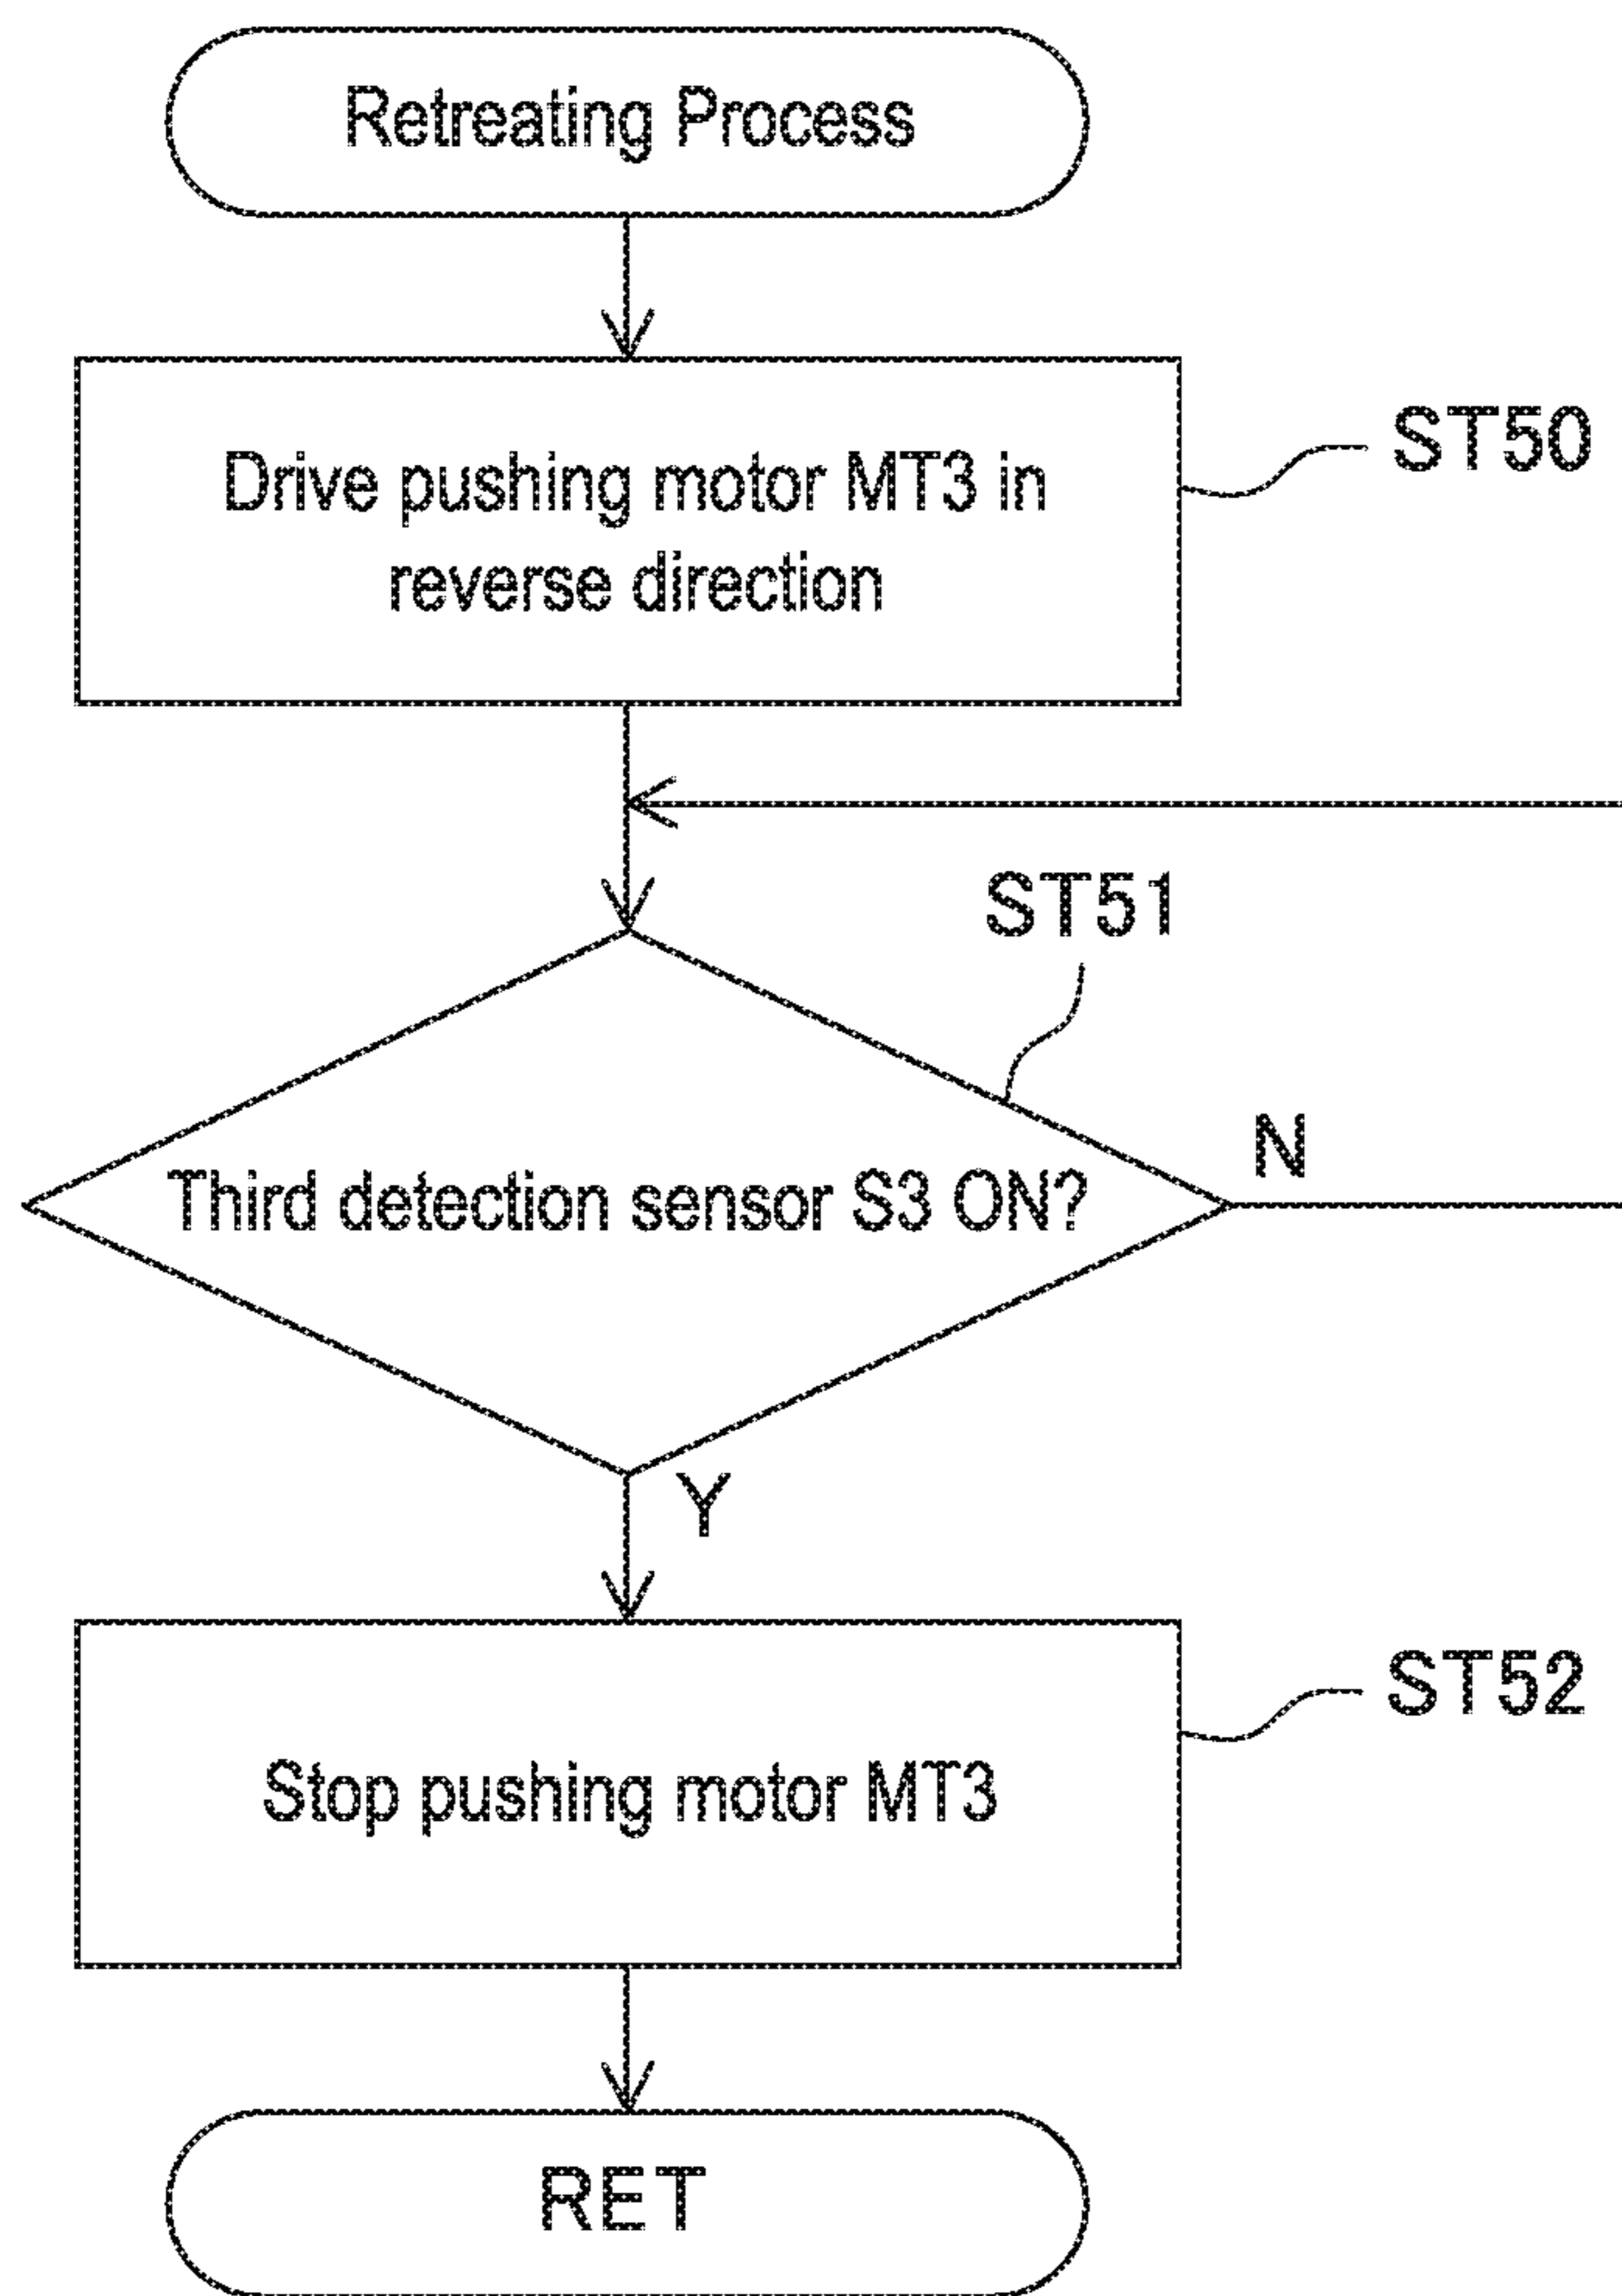 Retreating Process
Drive pushing motor MT3 in
reverse direction
ST50
ST51
Third detection sensor S3 ON?
N
Y
Stop pushing motor MT3
ST52
RET